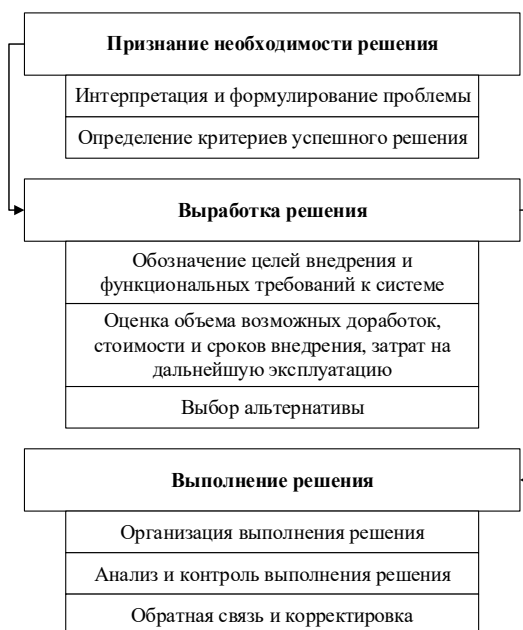 Признание необходимости решения
Интерпретация и формулирование проблемы
Определение критериев успешного решения
Выработка решения
Обозначение целей внедрения и
функциональных требований к системе
Оценка объема возможных доработок,
стоимости и сроков внедрения, затрат на
дальнейшую эксплуатацию
Выбор альтернативы
Выполнение решения
Организация выполнения решения
Анализ и контроль выполнения решения
Обратная связь и корректировка